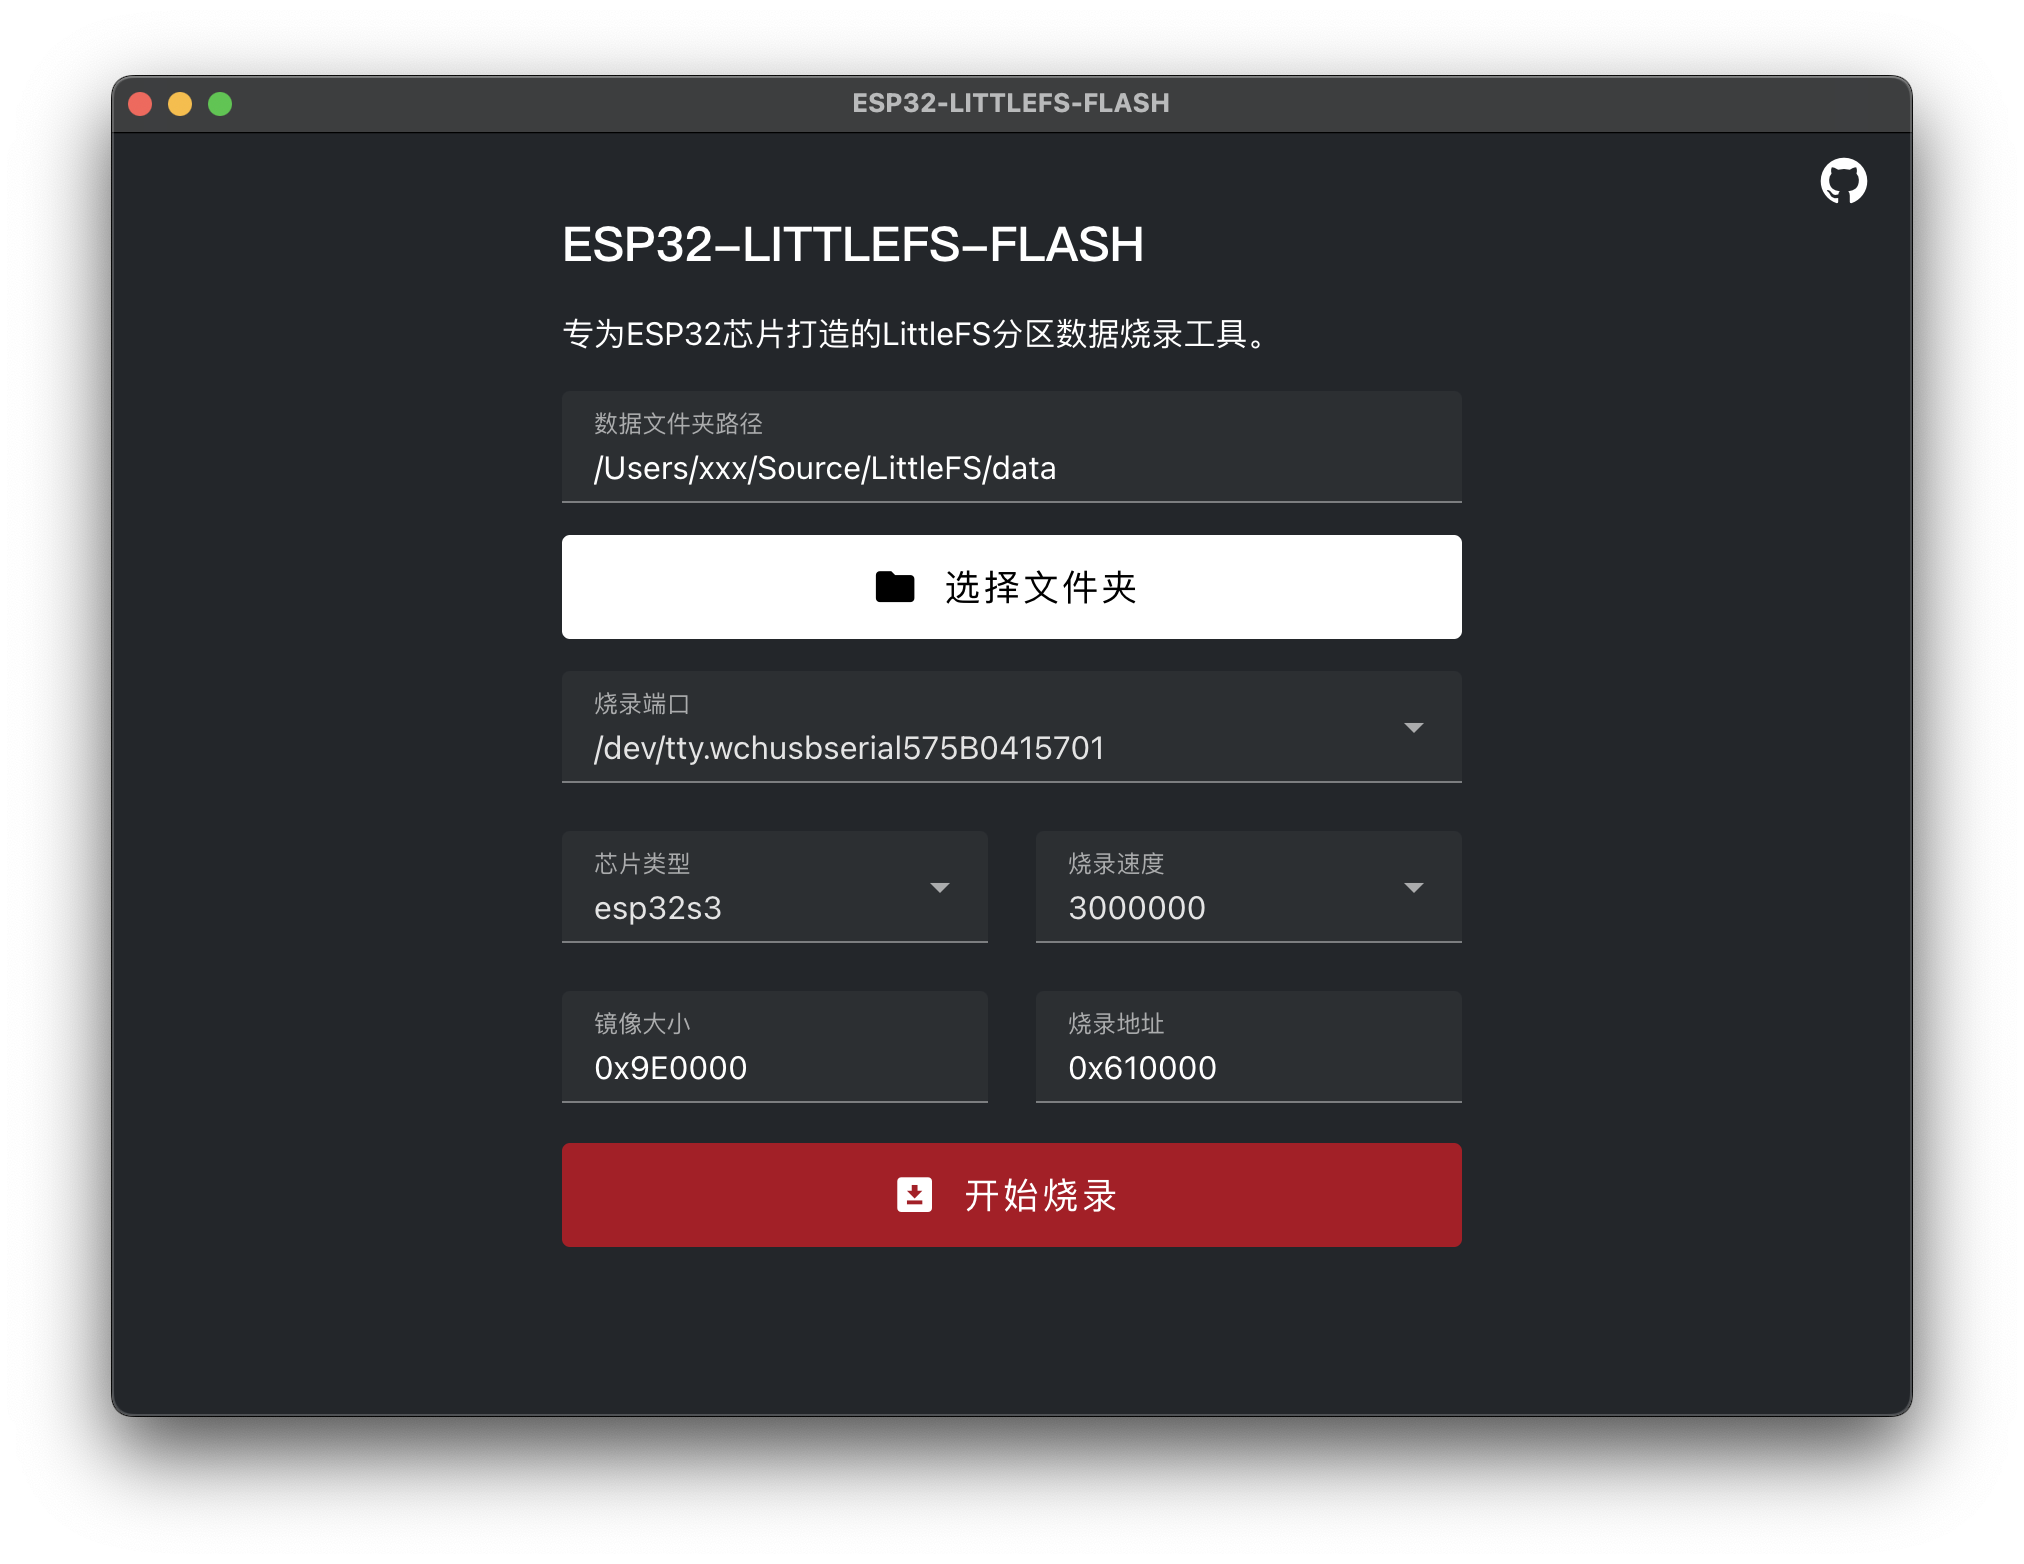 ESP32-LITTLEFS-FLASH
ESP32-LITTLEFS-FLASH
专为ESP32芯片打造的LittleFS分区数据烧录工具。
数据文件夹路径
/Users/xxx/Source/LittleFS/data
选择文件夹
烧录端口
/dev/tty.wchusbserial575B0415701
芯片类型
esp32s3
烧录速度
3000000
镜像大小
0x9E0000
烧录地址
0x610000
开始烧录